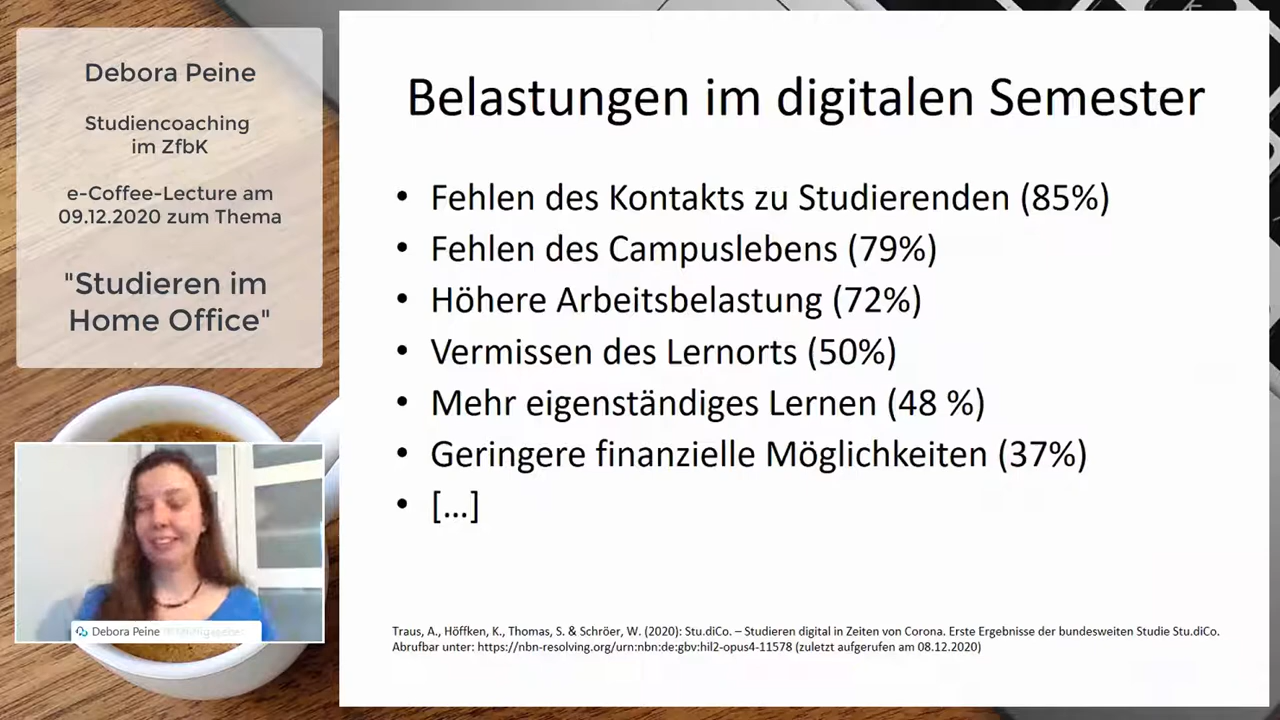 Debora Peine
Studiencoaching
im ZfbK
e-Coffee-Lecture am
09.12.2020 zum Thema
"Studieren im
Home Office"
Debora Peine
Belastungen im digitalen Semester
• Fehlen des Kontakts zu Studierenden (85%)
• Fehlen des Campuslebens (79%)
• Höhere Arbeitsbelastung (72%)
• Vermissen des Lernorts (50%)
• Mehr eigenständiges Lernen (48 %)
• Geringere finanzielle Möglichkeiten (37%)
• [...]
Traus, A., Höffken, K., Thomas, S. & Schröer, W. (2020): Stu.diCo. – Studieren digital in Zeiten von Corona. Erste Ergebnisse der bundesweiten Studie Stu.diCo.
Abrufbar unter: https://nbn-resolving.org/urn:nbn:de:gbv:hil2-opus4-11578 (zuletzt aufgerufen am 08.12.2020)